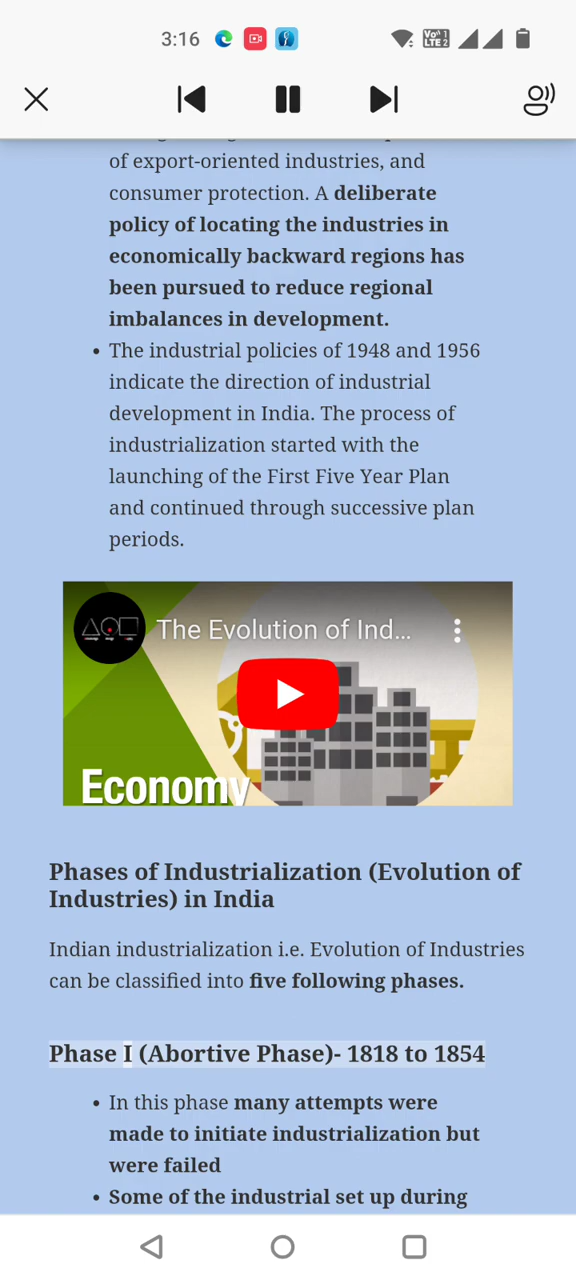 3:16
Vo 1
LTE 2
of export-oriented industries, and
consumer protection. A deliberate
policy of locating the industries in
economically backward regions has
been pursued to reduce regional
imbalances in development.
• The industrial policies of 1948 and 1956
indicate the direction of industrial
development in India. The process of
industrialization started with the
launching of the First Five Year Plan
and continued through successive plan
periods.
The Evolution of Ind...
Economy
Phases of Industrialization (Evolution of
Industries) in India
Indian industrialization i.e. Evolution of Industries
can be classified into five following phases.
Phase I (Abortive Phase)- 1818 to 1854
• In this phase many attempts were
made to initiate industrialization but
were failed
• Some of the industrial set up during